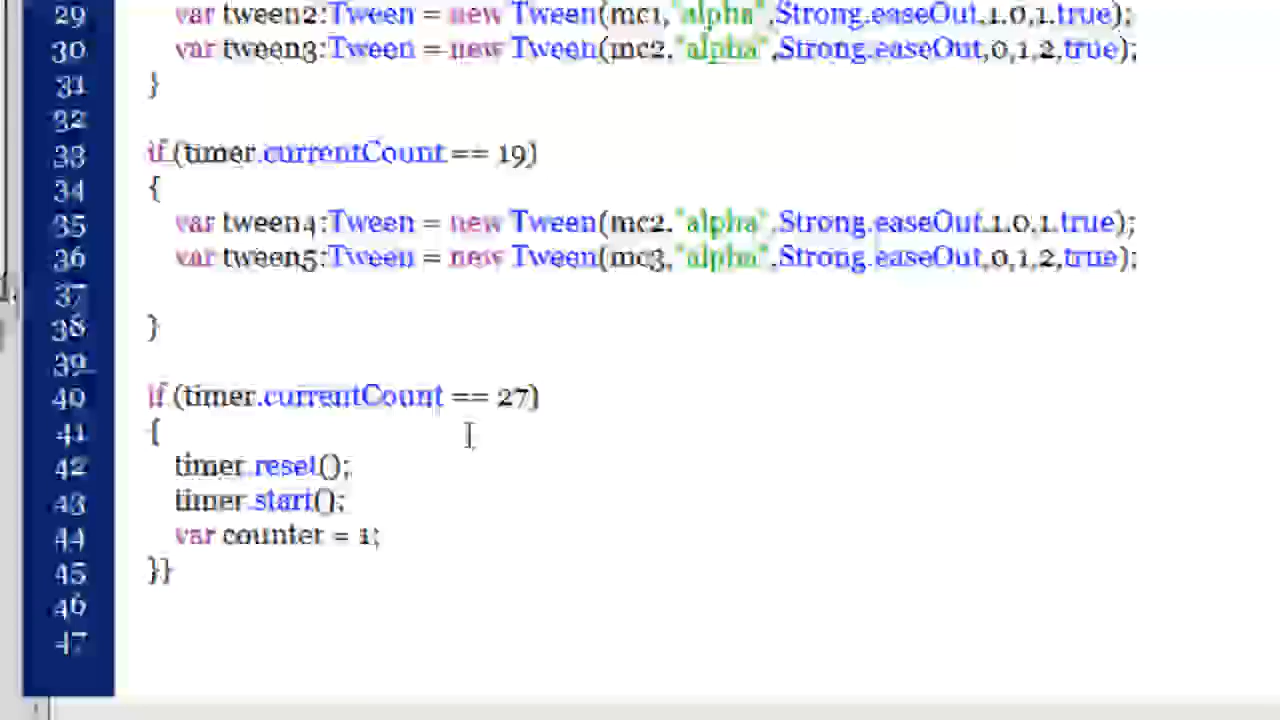 29 var tween2:Tween = new Tween(mc1,"alpha",Strong.easeOut,1,0,1,true);
30 var tween3:Tween = new Tween(mc2,"alpha",Strong.easeOut,0,1,2,true);
31 }
32
33 if (timer.currentCount == 19)
34 {
35 var tween4:Tween = new Tween(mc2,"alpha",Strong.easeOut,1,0,1,true);
36 var tween5:Tween = new Tween(mc3,"alpha",Strong.easeOut,0,1,2,true);
37
38 }
39
40 if (timer.currentCount == 27)
41 {
42 timer.reset();
43 timer.start();
44 var counter = 1;
45 }}
46
47